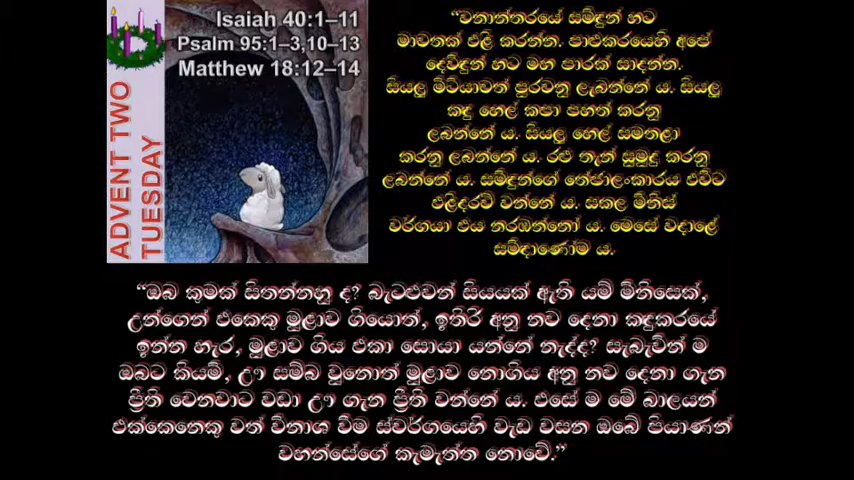 ADVENT TWO
TUESDAY
Isaiah 40:1–11
Psalm 95:1–3,10–13
Matthew 18:12–14
“වනාන්තරයේ සමිඳුන් හට
මාවතක් එළි කරන්න. පාළුකරයෙහි අපේ
දෙවිඳුන් හට මහ පාරක් සාදන්න.
සියලු මිටියාවත් පුරවනු ලැබන්නේ ය. සියලු
කඳු හෙල් කපා පහත් කරනු
ලබන්නේ ය. සියලු හෙල් සමතළා
කරනු ලබන්නේ ය. රළු තැන් සුමුදු කරනු
ලබන්නේ ය. සමිඳුන්ගේ තේජාලංකාරය එවිට
එළිදරව් වන්නේ ය. සකල මිනිස්
වර්ගයා එය නරඹන්නෝ ය. මෙසේ වදාළේ
සමිඳාණෝම ය.
“ඔබ කුමක් සිතන්නහු ද? බැටළුවන් සියයක් ඇති යම් මිනිසෙක්,
උන්ගෙන් එකෙකු මුළාව ගියොත්, ඉතිරි අනූ නව දෙනා කඳුකරයේ
ඉන්න හැර, මුළාව ගිය එකා සොයා යන්නේ නැද්ද? සැබැවින් ම
ඔබට කියමි, ඌ සම්බ වුනොත් මුළාව නොගිය අනූ නව දෙනා ගැන
ප්‍රීති වෙනවාට වඩා ඌ ගැන ප්‍රීති වන්නේ ය. එසේ ම මේ බාලයන්
එක්කෙනෙකු වත් විනාශ වීම ස්වර්ගයෙහි වැඩ වසන ඔබේ පියාණන්
වහන්සේගේ කැමැත්ත නොවේ.”